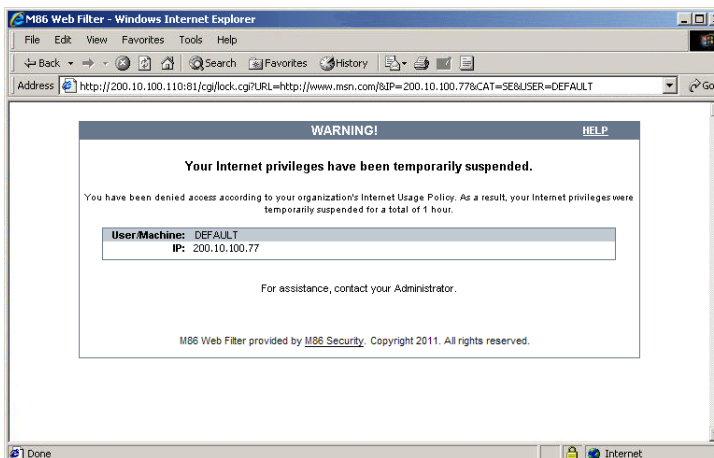 M86 Web Filter - Windows Internet Explorer
File Edit View Favorites Tools Help
Back Search Favorites History
Address http://200.10.100.110:81/cgi/lock.cgi?URL=http://www.msn.com/&IP=200.10.100.77&CAT=SE&USER=DEFAULT Go
WARNING! HELP
Your Internet privileges have been temporarily suspended.
You have been denied access according to your organization's Internet Usage Policy. As a result, your Internet privileges were
temporarily suspended for a total of 1 hour.
User/Machine: DEFAULT
IP: 200.10.100.77
For assistance, contact your Administrator.
M86 Web Filter provided by M86 Security. Copyright 2011. All rights reserved.
Done Internet